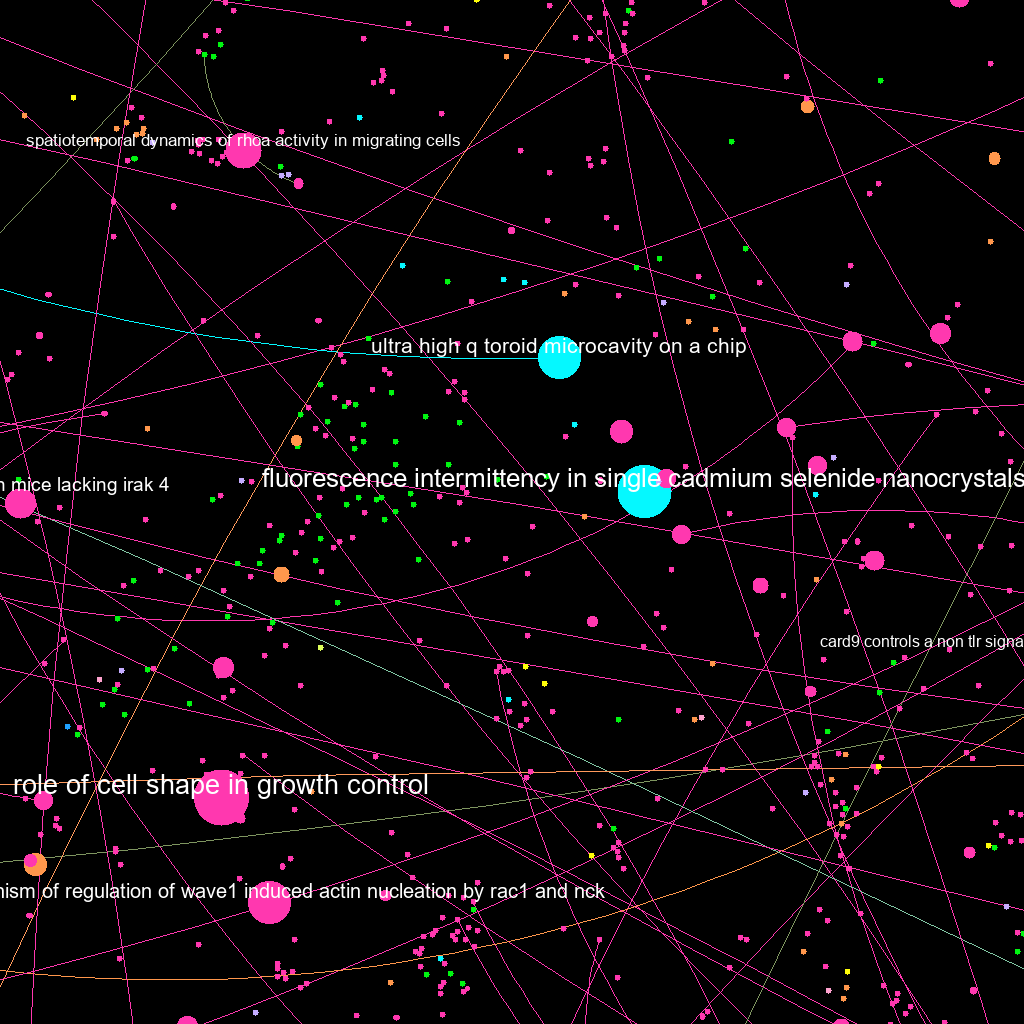 spatiotemporal dynamics of rhoa activity in migrating cells
ultra high q toroid microcavity on a chip
fluorescence intermittency in single cadmium selenide nanocrystals
mice lacking irak 4
card9 controls a non tlr
role of cell shape in growth control
of regulation of wave1 induced actin nucleation by rac1 and nck